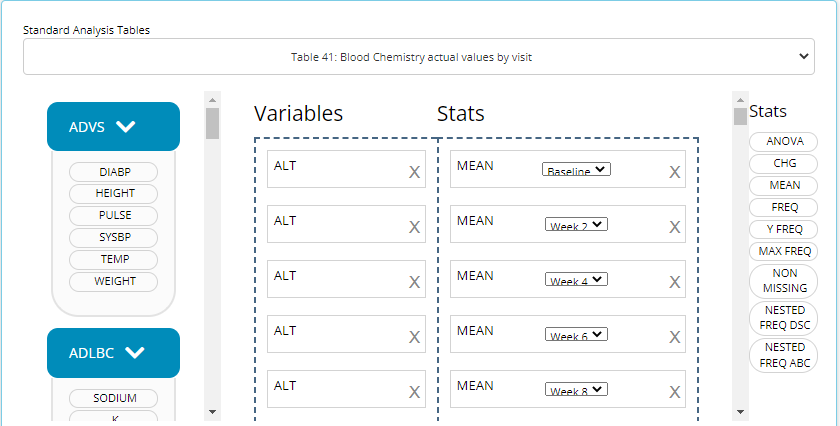 Standard Analysis Tables
Table 41: Blood Chemistry actual values by visit
ADVS
DIABP
HEIGHT
PULSE
SYSBP
TEMP
WEIGHT
ADLBC
SODIUM
K
Variables
Stats
ALT
X
MEAN
Baseline
X
ALT
X
MEAN
Week 2
X
ALT
X
MEAN
Week 4
X
ALT
X
MEAN
Week 6
X
ALT
X
MEAN
Week 8
X
Stats
ANOVA
CHG
MEAN
FREQ
Y FREQ
MAX FREQ
NON
MISSING
NESTED
FREQ DSC
NESTED
FREQ ABC